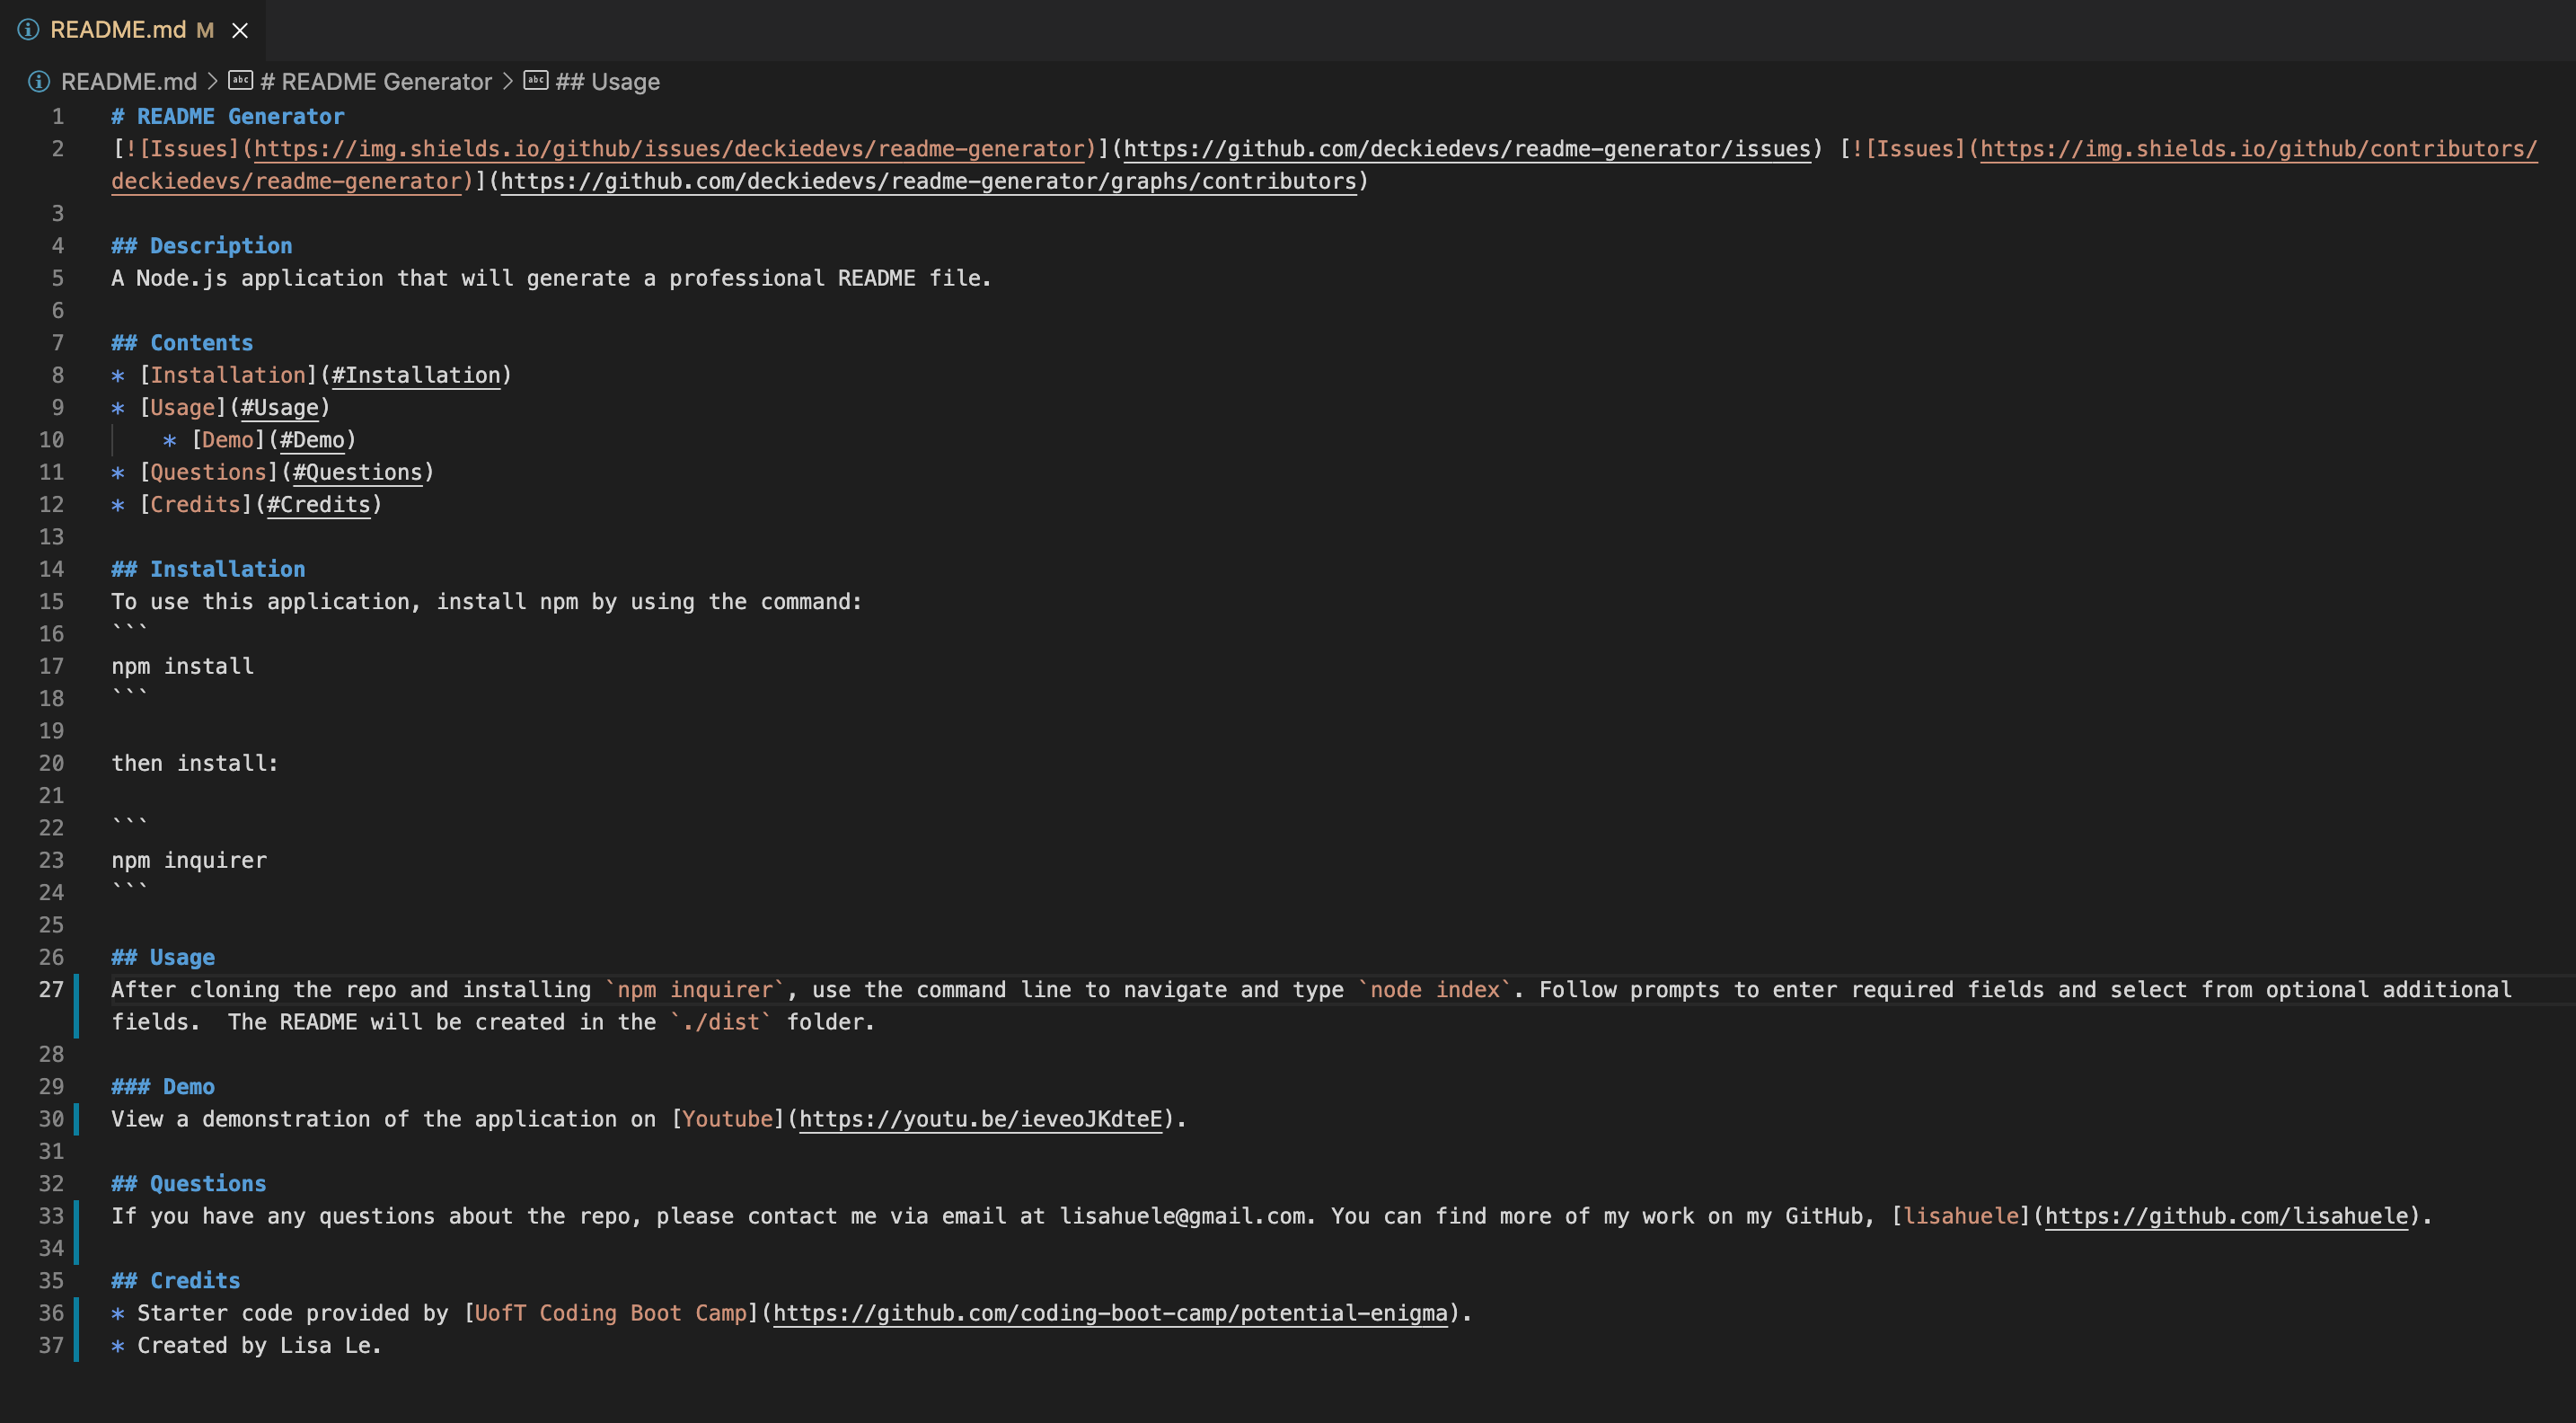 README.md M
README.md > # README Generator > ## Usage
1 # README Generator
2 [![Issues](https://img.shields.io/github/issues/deckiedevs/readme-generator)](https://github.com/deckiedevs/readme-generator/issues) [![Issues](https://img.shields.io/github/contributors/
deckiedevs/readme-generator)](https://github.com/deckiedevs/readme-generator/graphs/contributors)
3
4 ## Description
5 A Node.js application that will generate a professional README file.
6
7 ## Contents
8 * [Installation](#Installation)
9 * [Usage](#Usage)
10     * [Demo](#Demo)
11 * [Questions](#Questions)
12 * [Credits](#Credits)
13
14 ## Installation
15 To use this application, install npm by using the command:
16 ```
17 npm install
18 ```
19
20 then install:
21
22 ```
23 npm inquirer
24 ```
25
26 ## Usage
27 After cloning the repo and installing `npm inquirer`, use the command line to navigate and type `node index`. Follow prompts to enter required fields and select from optional additional
fields.  The README will be created in the `./dist` folder.
28
29 ### Demo
30 View a demonstration of the application on [Youtube](https://youtu.be/ieveoJKdteE).
31
32 ## Questions
33 If you have any questions about the repo, please contact me via email at lisahuele@gmail.com. You can find more of my work on my GitHub, [lisahuele](https://github.com/lisahuele).
34
35 ## Credits
36 * Starter code provided by [UofT Coding Boot Camp](https://github.com/coding-boot-camp/potential-enigma).
37 * Created by Lisa Le.